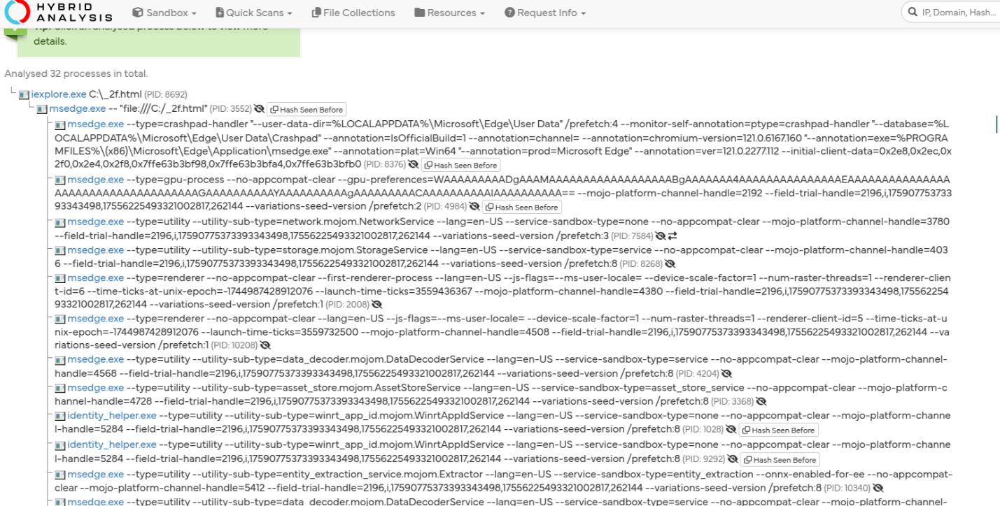 HYBRID
ANALYSIS
Sandbox
Quick Scans
File Collections
Resources
Request Info
IP, Domain, Hash...
Tip: Click an analysed process below to view more
details.
Analysed 32 processes in total.
iexplore.exe C:\_2f.html (PID: 8692)
msedge.exe -- "file:///C:/_2f.html" (PID: 3552) Hash Seen Before
msedge.exe --type=crashpad-handler "--user-data-dir=%LOCALAPPDATA%\Microsoft\Edge\User Data" /prefetch:4 --monitor-self-annotation=ptype=crashpad-handler "--database=%L
OCALAPPDATA%\Microsoft\Edge\User Data\Crashpad" --annotation=IsOfficialBuild=1 --annotation=channel= --annotation=chromium-version=121.0.6167.160 "--annotation=exe=%PROGRA
MFILES%\(x86)\Microsoft\Edge\Application\msedge.exe" --annotation=plat=Win64 "--annotation=prod=Microsoft Edge" --annotation=ver=121.0.2277.112 --initial-client-data=0x2e8,0x2ec,0x
2f0,0x2e4,0x2f8,0x7ffe63b3bf98,0x7ffe63b3bfa4,0x7ffe63b3bfb0 (PID: 8376) Hash Seen Before
msedge.exe --type=gpu-process --no-appcompat-clear --gpu-preferences=WAAAAAAAAADgAAAMAAAAAAAAAAAAAAAAAABgAAAAAAA4AAAAAAAAAAAAAAAEAAAAAAAAAAAAAAA
AAAAAAAAAAAAAAAAAAAAAGAAAAAAAAAAYAAAAAAAAAAgAAAAAAAAACAAAAAAAAAAIAAAAAAAAAA== --mojo-platform-channel-handle=2192 --field-trial-handle=2196,i,175907753733
93343498,17556225493321002817,262144 --variations-seed-version /prefetch:2 (PID: 4984) Hash Seen Before
msedge.exe --type=utility --utility-sub-type=network.mojom.NetworkService --lang=en-US --service-sandbox-type=none --no-appcompat-clear --mojo-platform-channel-handle=3780
--field-trial-handle=2196,i,17590775373393343498,17556225493321002817,262144 --variations-seed-version /prefetch:3 (PID: 7584)
msedge.exe --type=utility --utility-sub-type=storage.mojom.StorageService --lang=en-US --service-sandbox-type=service --no-appcompat-clear --mojo-platform-channel-handle=403
6 --field-trial-handle=2196,i,17590775373393343498,17556225493321002817,262144 --variations-seed-version /prefetch:8 (PID: 8268)
msedge.exe --type=renderer --no-appcompat-clear --first-renderer-process --lang=en-US --js-flags=--ms-user-locale= --device-scale-factor=1 --num-raster-threads=1 --renderer-clien
t-id=6 --time-ticks-at-unix-epoch=-1744987428912076 --launch-time-ticks=3559436367 --mojo-platform-channel-handle=4380 --field-trial-handle=2196,i,17590775373393343498,175562254
93321002817,262144 --variations-seed-version /prefetch:1 (PID: 2008)
msedge.exe --type=renderer --no-appcompat-clear --lang=en-US --js-flags=--ms-user-locale= --device-scale-factor=1 --num-raster-threads=1 --renderer-client-id=5 --time-ticks-at-u
nix-epoch=-1744987428912076 --launch-time-ticks=3559732500 --mojo-platform-channel-handle=4508 --field-trial-handle=2196,i,17590775373393343498,17556225493321002817,262144 --va
riations-seed-version /prefetch:1 (PID: 10208)
msedge.exe --type=utility --utility-sub-type=data_decoder.mojom.DataDecoderService --lang=en-US --service-sandbox-type=service --no-appcompat-clear --mojo-platform-channel-
handle=4568 --field-trial-handle=2196,i,17590775373393343498,17556225493321002817,262144 --variations-seed-version /prefetch:8 (PID: 4204)
msedge.exe --type=utility --utility-sub-type=asset_store.mojom.AssetStoreService --lang=en-US --service-sandbox-type=asset_store_service --no-appcompat-clear --mojo-platform-c
hannel-handle=4728 --field-trial-handle=2196,i,17590775373393343498,17556225493321002817,262144 --variations-seed-version /prefetch:8 (PID: 3368)
identity_helper.exe --type=utility --utility-sub-type=winrt_app_id.mojom.WinrtAppIdService --lang=en-US --service-sandbox-type=none --no-appcompat-clear --mojo-platform-channe
l-handle=5284 --field-trial-handle=2196,i,17590775373393343498,17556225493321002817,262144 --variations-seed-version /prefetch:8 (PID: 1028) Hash Seen Before
identity_helper.exe --type=utility --utility-sub-type=winrt_app_id.mojom.WinrtAppIdService --lang=en-US --service-sandbox-type=none --no-appcompat-clear --mojo-platform-channe
l-handle=5284 --field-trial-handle=2196,i,17590775373393343498,17556225493321002817,262144 --variations-seed-version /prefetch:8 (PID: 9292) Hash Seen Before
msedge.exe --type=utility --utility-sub-type=entity_extraction_service.mojom.Extractor --lang=en-US --service-sandbox-type=entity_extraction --onnx-enabled-for-ee --no-appcompat-
clear --mojo-platform-channel-handle=5412 --field-trial-handle=2196,i,17590775373393343498,17556225493321002817,262144 --variations-seed-version /prefetch:8 (PID: 10340)
msedge.exe --type=utility --utility-sub-type=data_decoder.mojom.DataDecoderService --lang=en-US --service-sandbox-type=service --no-appcompat-clear --mojo-platform-channel-